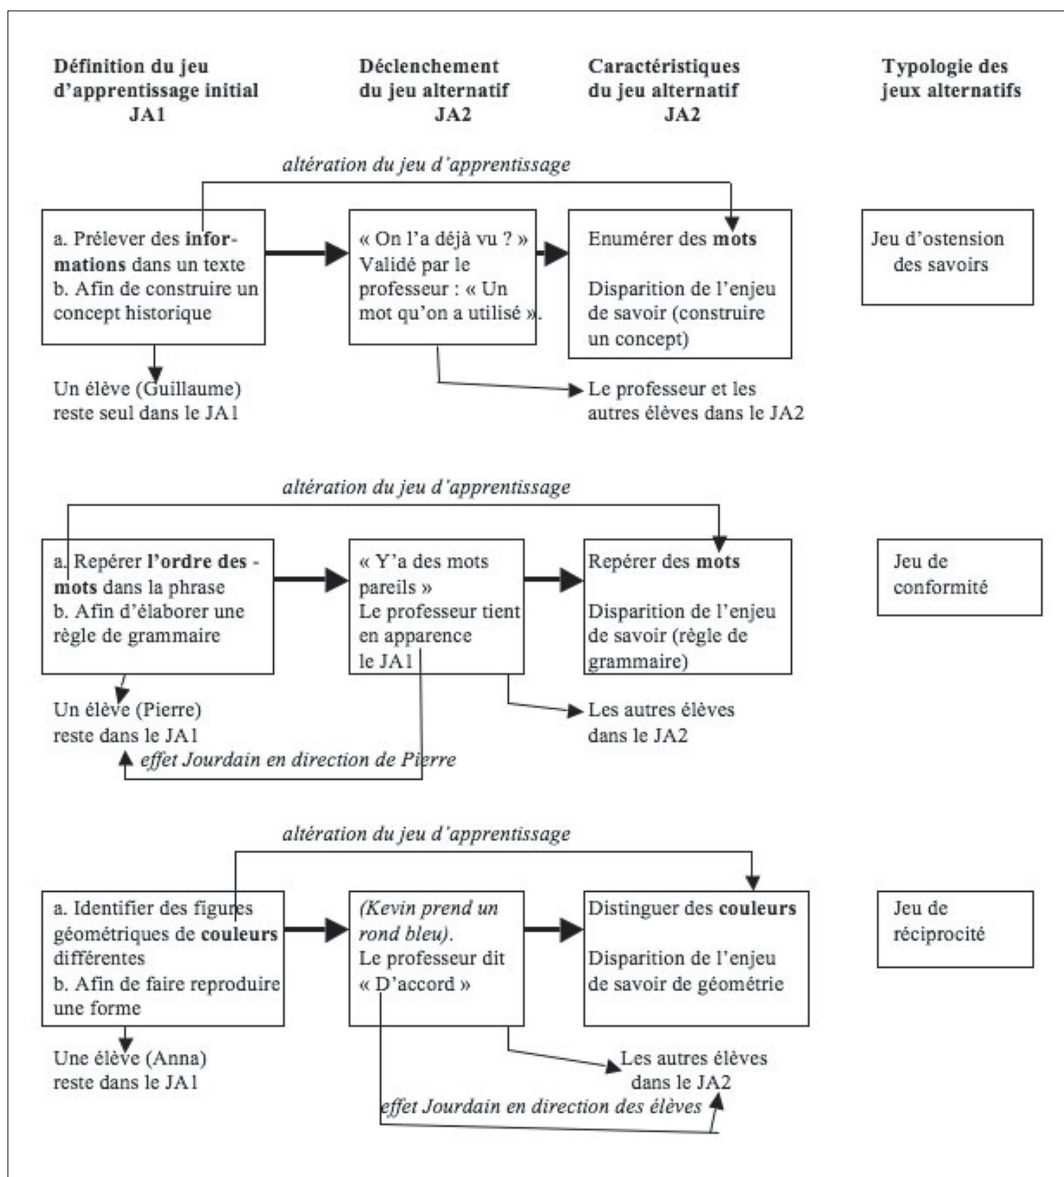 Définition du jeu
d'apprentissage initial
JA1
Déclenchement
du jeu alternatif
JA2
Caractéristiques
du jeu alternatif
JA2
Typologie des
jeux alternatifs
altération du jeu d'apprentissage
a. Prélever des infor-
mations dans un texte
b. Afin de construire un
concept historique
« On l'a déjà vu ? »
Validé par le
professeur : « Un
mot qu'on a utilisé ».
Enumérer des mots
Disparition de l'enjeu
de savoir (construire
un concept)
Jeu d'ostension
des savoirs
Un élève (Guillaume)
reste seul dans le JA1
Le professeur et les
autres élèves dans le JA2
altération du jeu d'apprentissage
a. Repérer l'ordre des -
mots dans la phrase
b. Afin d'élaborer une
règle de grammaire
« Y'a des mots
pareils »
Le professeur tient
en apparence
le JA1
Repérer des mots
Disparition de l'enjeu
de savoir (règle de
grammaire)
Jeu de
conformité
Un élève (Pierre)
reste dans le JA1
Les autres élèves
dans le JA2
effet Jourdain en direction de Pierre
altération du jeu d'apprentissage
a. Identifier des figures
géométriques de couleurs
différentes
b. Afin de faire reproduire
une forme
(Kevin prend un
rond bleu).
Le professeur dit
« D'accord »
Distinguer des couleurs
Disparition de l'enjeu
de savoir de géométrie
Jeu de
réciprocité
Une élève (Anna)
reste dans le JA1
Les autres élèves
dans le JA2
effet Jourdain en direction des élèves